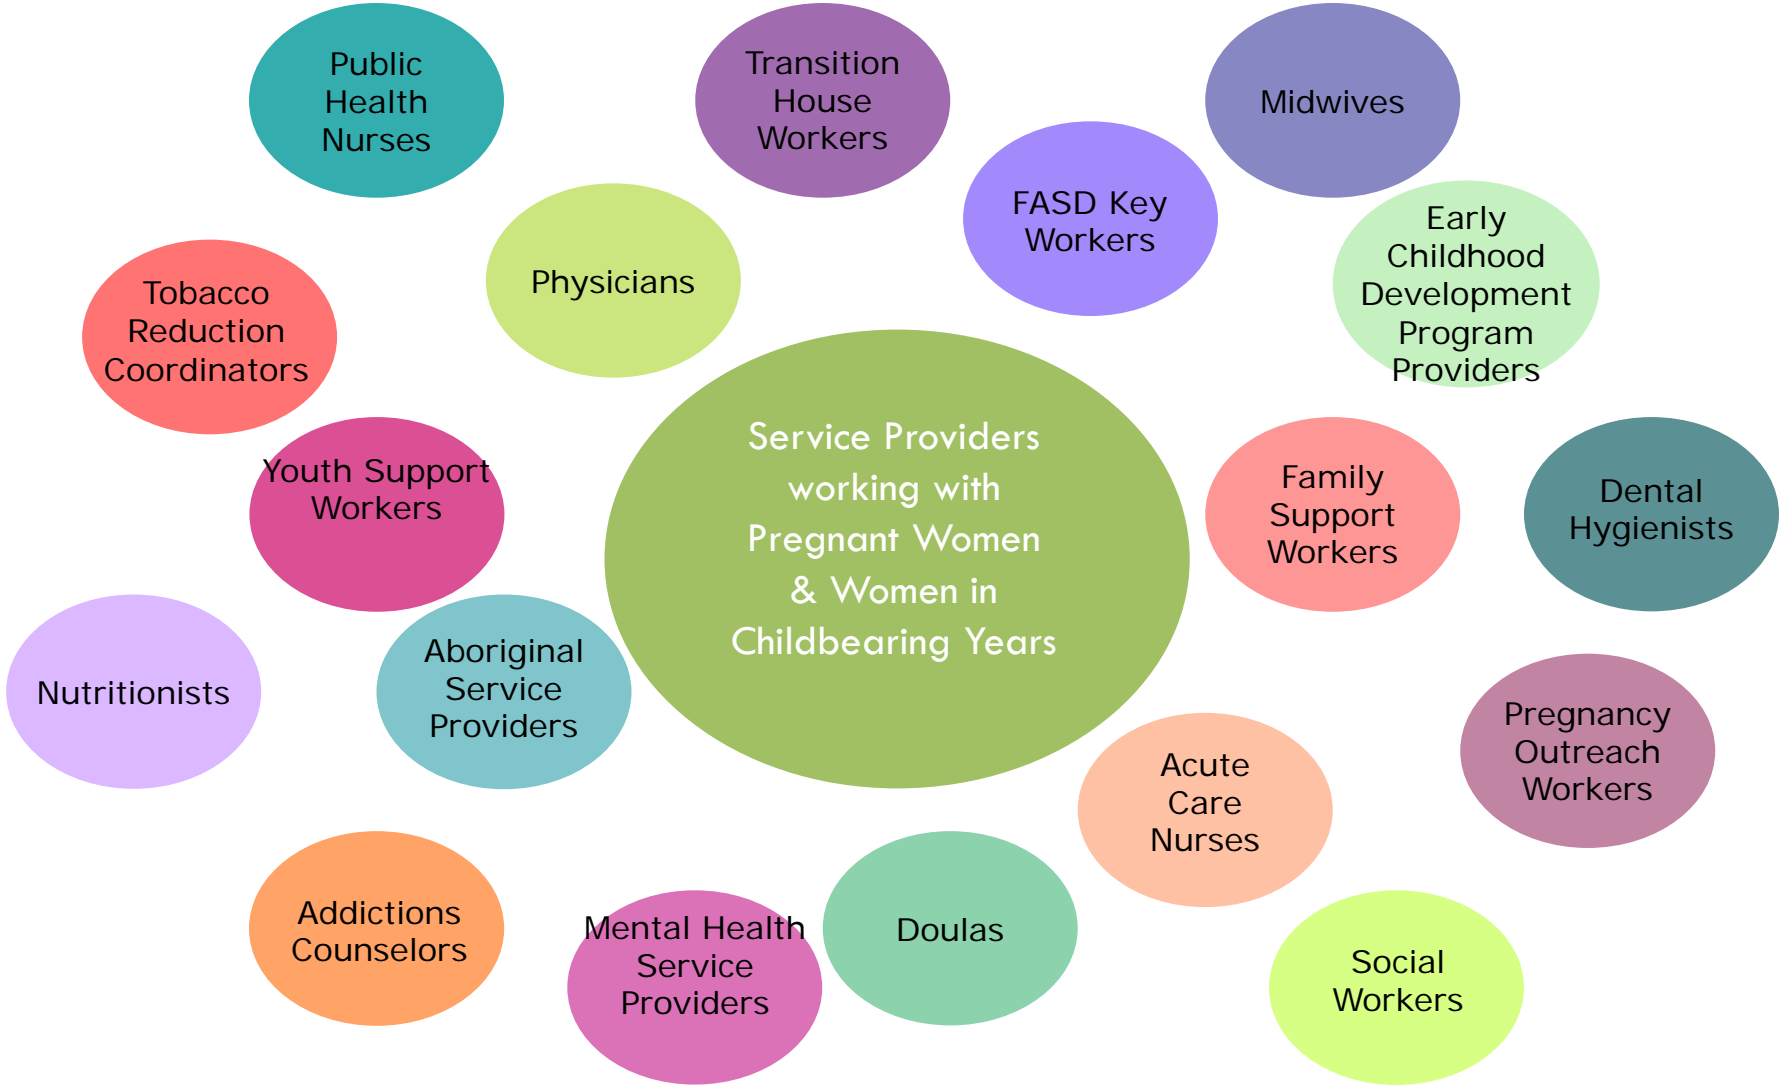 Public
Health
Nurses
Transition
House
Workers
Midwives
FASD Key
Workers
Early
Childhood
Development
Program
Providers
Physicians
Tobacco
Reduction
Coordinators
Service Providers
working with
Pregnant Women
& Women in
Childbearing Years
Youth Support
Workers
Family
Support
Workers
Dental
Hygienists
Nutritionists
Aboriginal
Service
Providers
Pregnancy
Outreach
Workers
Acute
Care
Nurses
Addictions
Counselors
Mental Health
Service
Providers
Doulas
Social
Workers